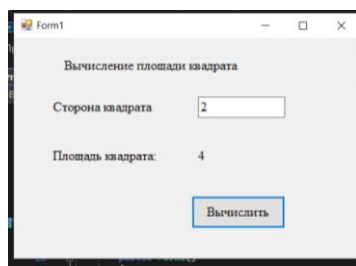 Form1
Вычисление площади квадрата
Сторона квадрата 2
Площадь квадрата: 4
Вычислить